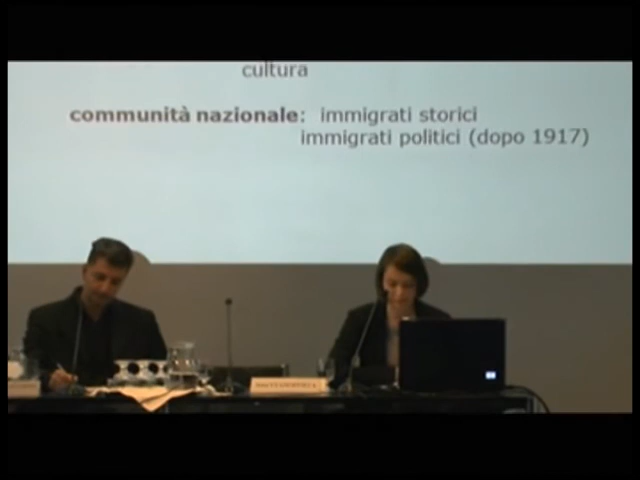 cultura
communità nazionale: immigrati storici
immigrati politici (dopo 1917)